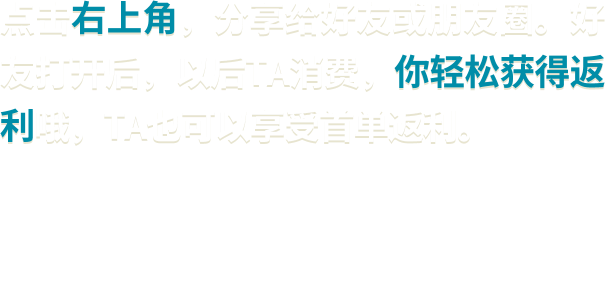 点击右上角，分享给好友或朋友圈。好
友打开后，以后TA消费，你轻松获得返
利哦，TA也可以享受首单返利。